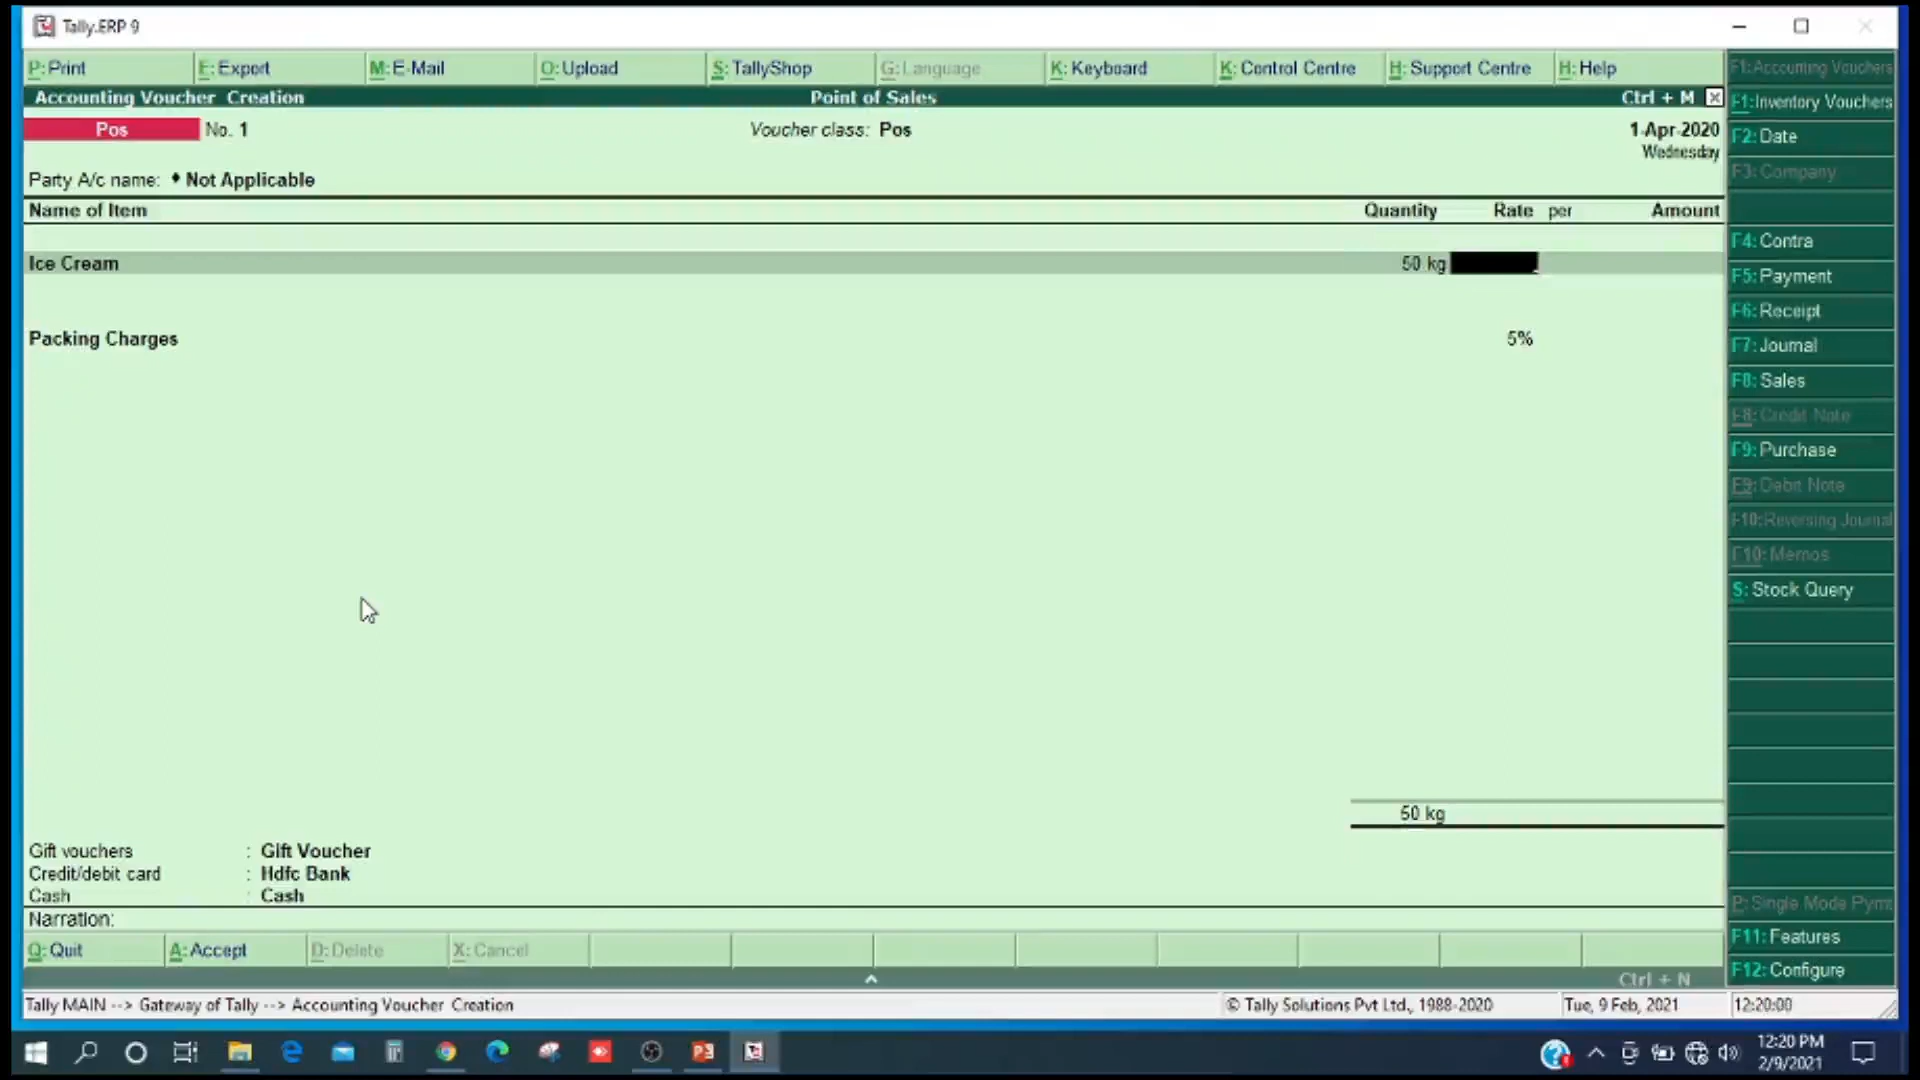 Tally.ERP 9
P: Print E: Export M: E-Mail O: Upload S: TallyShop G: Language K: Keyboard K: Control Centre H: Support Centre H: Help
Accounting Voucher Creation Point of Sales Ctrl + M
Pos No. 1 Voucher class: Pos 1-Apr-2020
Wednesday
Party A/c name: ♦ Not Applicable
Name of Item Quantity Rate per Amount
Ice Cream 50 kg
Packing Charges 5%
50 kg
Gift vouchers : Gift Voucher
Credit/debit card : Hdfc Bank
Cash : Cash
Narration:
Q: Quit A: Accept D: Delete X: Cancel
Ctrl + N
F1: Accounting Vouchers
F1: Inventory Vouchers
F2: Date
F3: Company
F4: Contra
F5: Payment
F6: Receipt
F7: Journal
F8: Sales
F8: Credit Note
F9: Purchase
F9: Debit Note
F10: Reversing Journal
F10: Memos
S: Stock Query
P: Single Mode Pymt
F11: Features
F12: Configure
Tally MAIN --> Gateway of Tally --> Accounting Voucher Creation © Tally Solutions Pvt Ltd., 1988-2020 Tue, 9 Feb, 2021 12:20:00
12:20 PM
2/9/2021